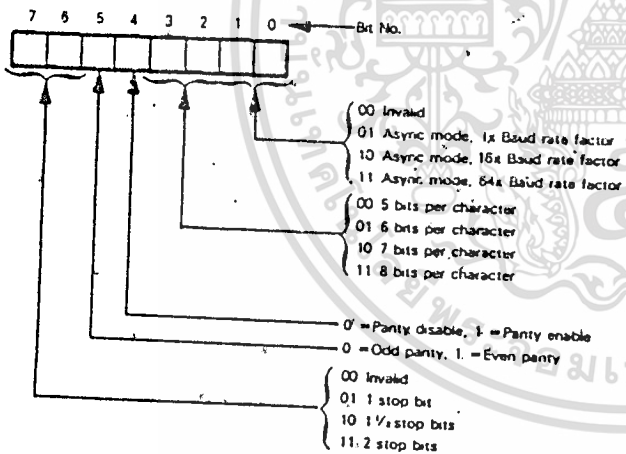 7 6 5 4 3 2 1 0 Bit No.
00 Invalid
01 Async mode, 1x Baud rate factor
10 Async mode, 16x Baud rate factor
11 Async mode, 64x Baud rate factor
00 5 bits per character
01 6 bits per character
10 7 bits per character
11 8 bits per character
0 = Parity disable, 1 = Parity enable
0 = Odd parity, 1 = Even parity
00 Invalid
01 1 stop bit
10 1 1/2 stop bits
11 2 stop bits